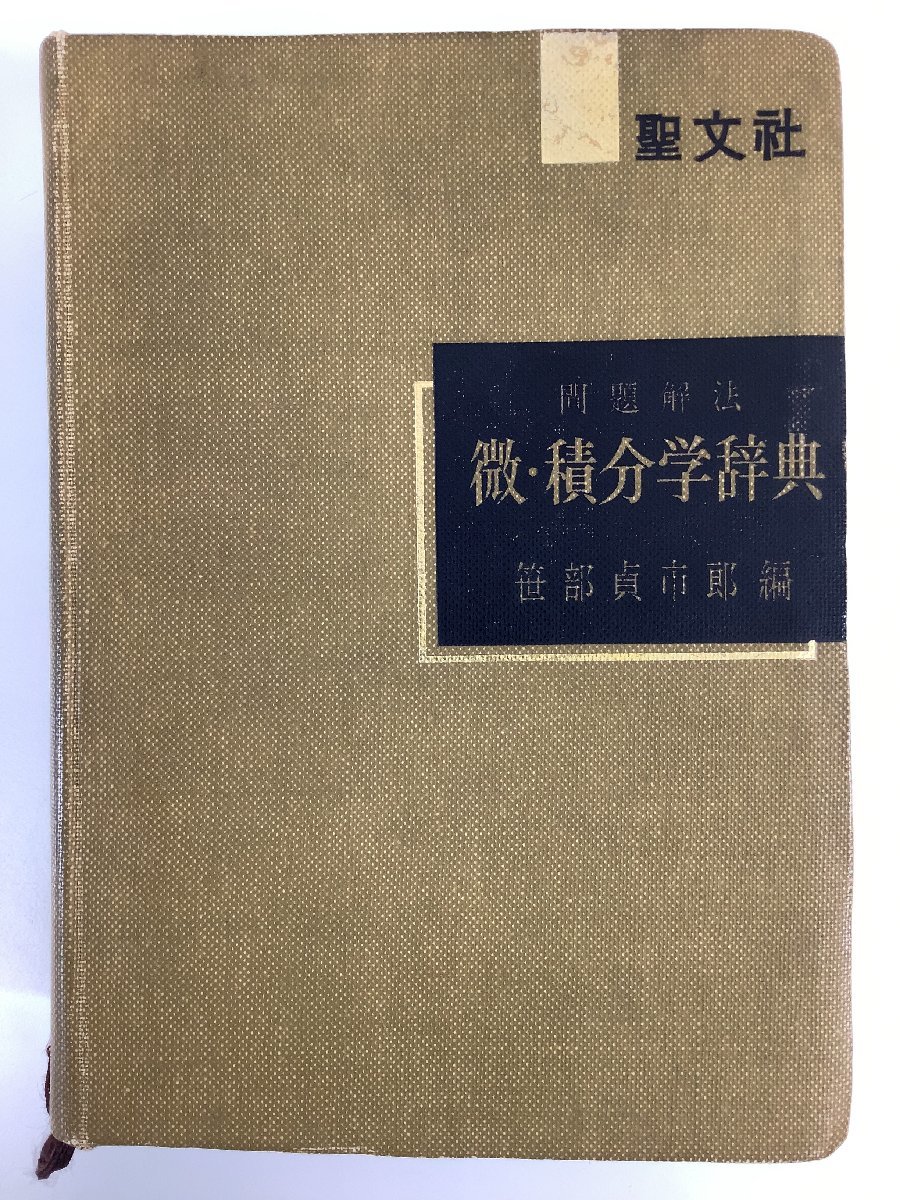 聖文社
問題解法
微・積分学辞典
笹部貞市郎編